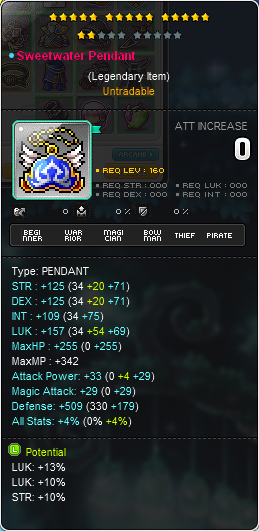 Sweetwater Pendant
(Legendary Item)
Untradable
ATT INCREASE
0
REQ LEV : 160
REQ STR : 000
REQ LUK : 000
REQ DEX : 000
REQ INT : 000
0 0 % 0 %
BEGINNER WARRIOR MAGICIAN BOWMAN THIEF PIRATE
Type: PENDANT
STR : +125 (34 +20 +71)
DEX : +125 (34 +20 +71)
INT : +109 (34 +75)
LUK : +157 (34 +54 +69)
MaxHP : +255 (0 +255)
MaxMP : +342
Attack Power: +33 (0 +4 +29)
Magic Attack: +29 (0 +29)
Defense: +509 (330 +179)
All Stats: +4% (0% +4%)
L Potential
LUK: +13%
LUK: +10%
STR: +10%